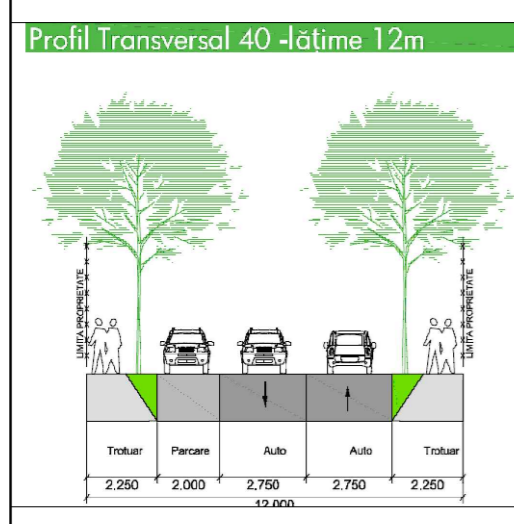 Profil Transversal 40 -lățime 12m
LIMITA PROPRIETATE
LIMITA PROPRIETATE
Trotuar Parcare Auto Auto Trotuar
2,250 2,000 2,750 2,750 2,250
12,000